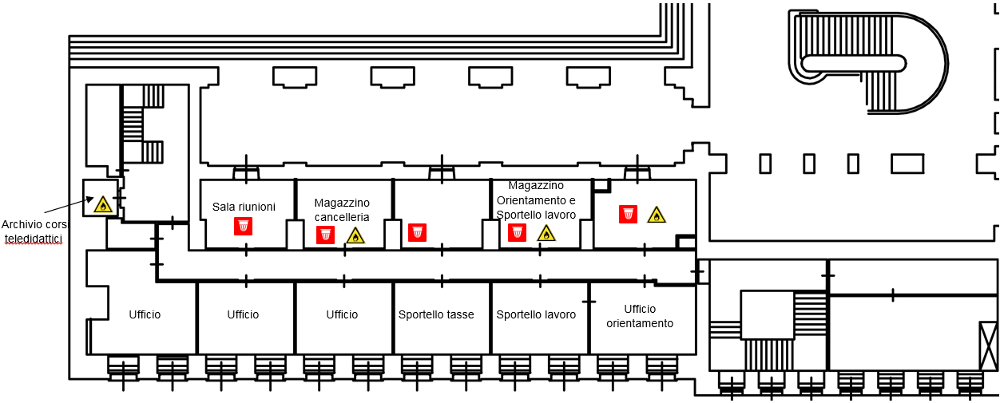 Magazzino
Orientamento e
Sportello lavoro
Sala riunioni
Magazzino
cancelleria
Archivio corsi
teledidattici
Ufficio
Ufficio
Ufficio
Sportello tasse
Sportello lavoro
Ufficio
orientamento